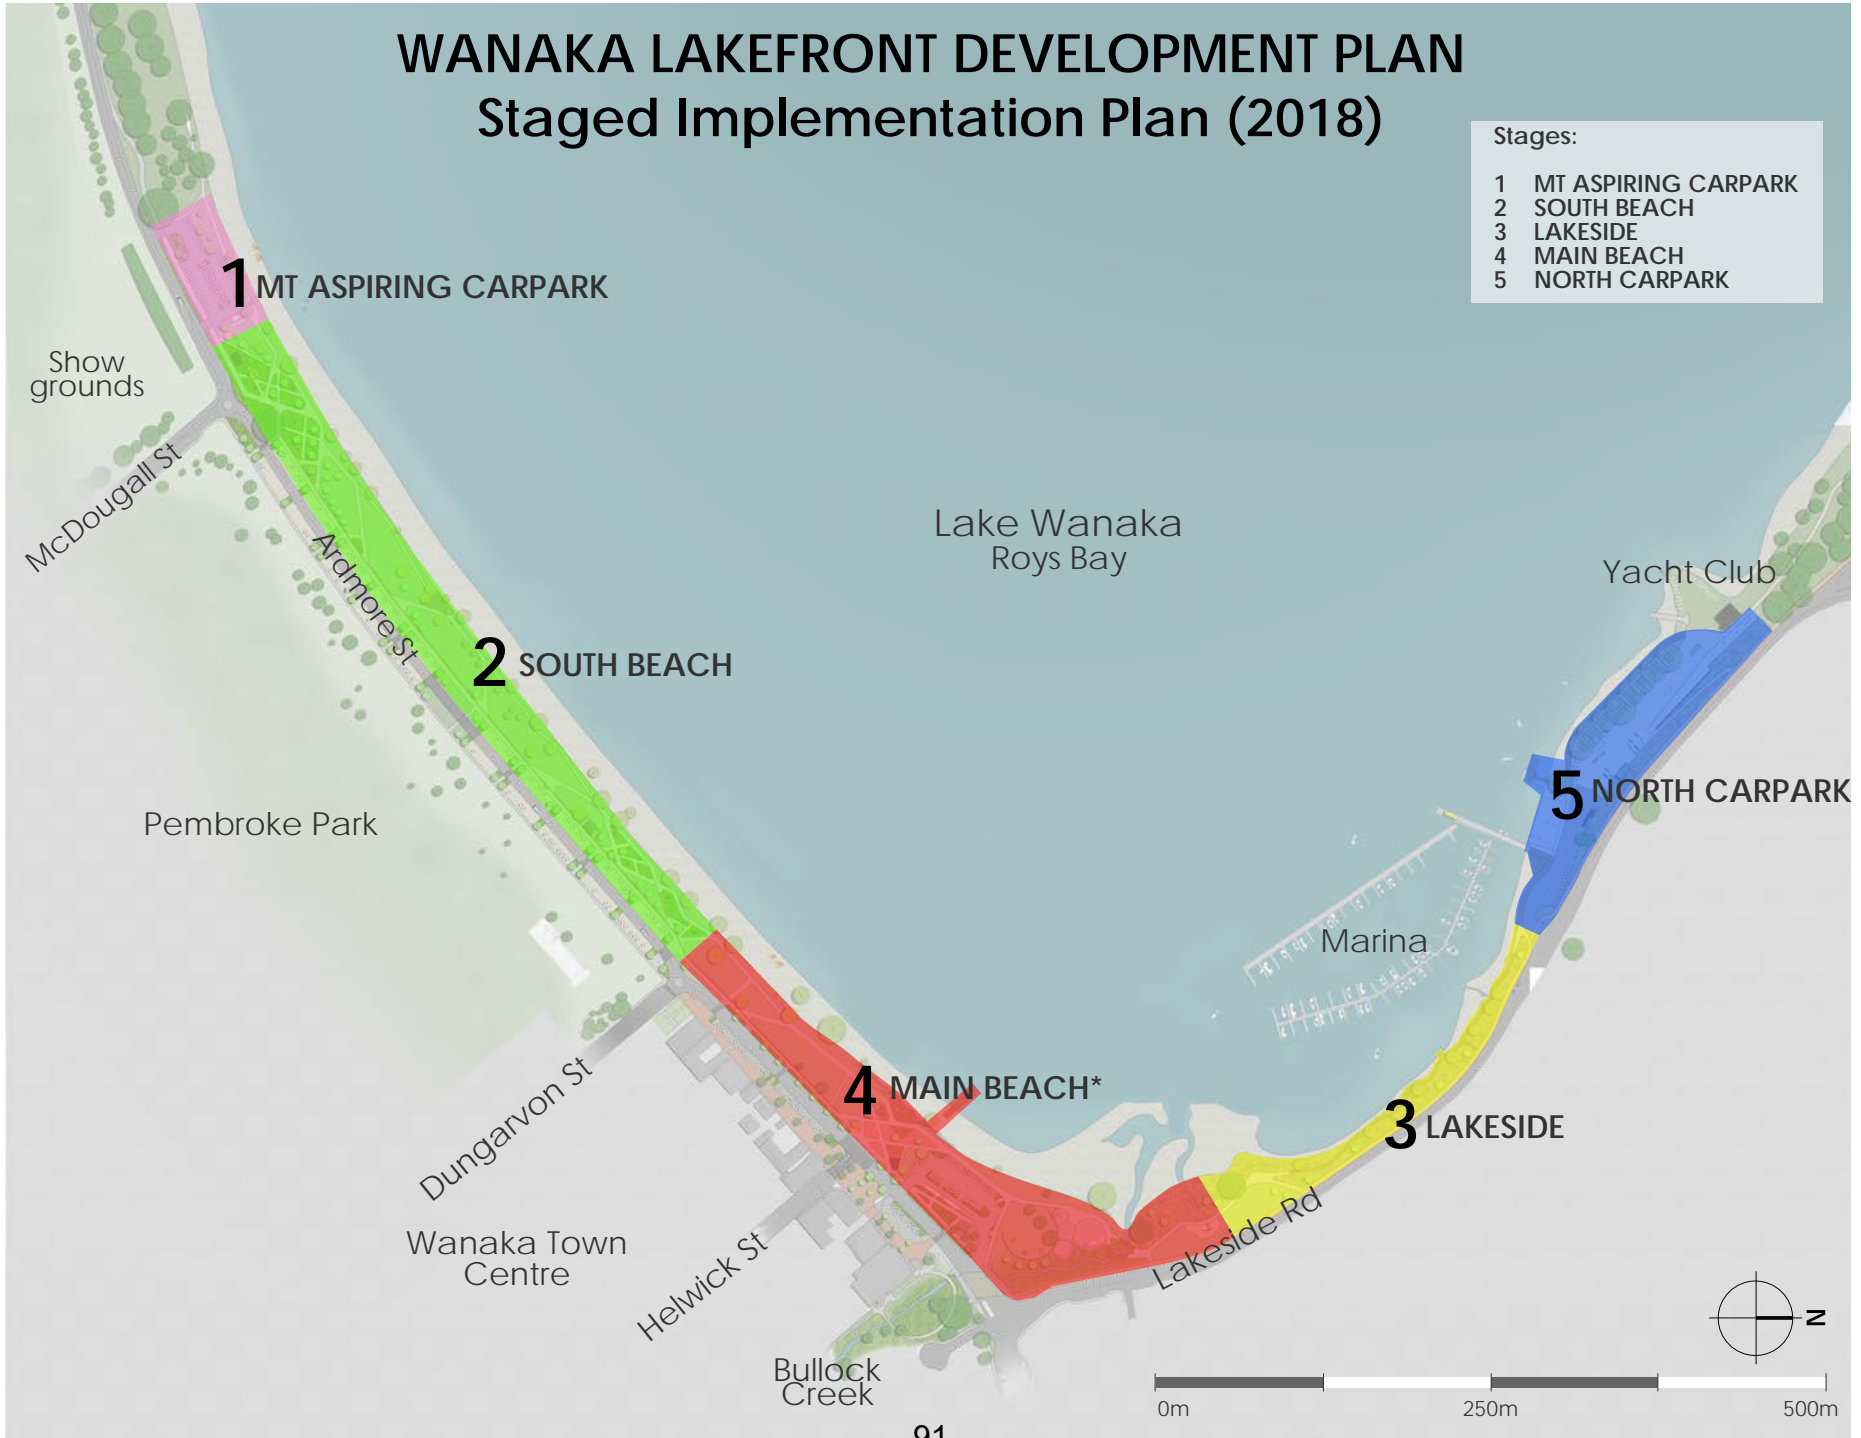 WANAKA LAKEFRONT DEVELOPMENT PLAN
Staged Implementation Plan (2018)
Stages:
1 MT ASPIRING CARPARK
2 SOUTH BEACH
3 LAKESIDE
4 MAIN BEACH
5 NORTH CARPARK
1 MT ASPIRING CARPARK
Show
grounds
McDougall St
Ardmore St
Lake Wanaka
Roys Bay
Yacht Club
2 SOUTH BEACH
5 NORTH CARPARK
Pembroke Park
Marina
4 MAIN BEACH*
3 LAKESIDE
Dungarvon St
Lakeside Rd
Wanaka Town
Centre
Helwick St
Bullock
Creek
N
0m
250m
500m
91